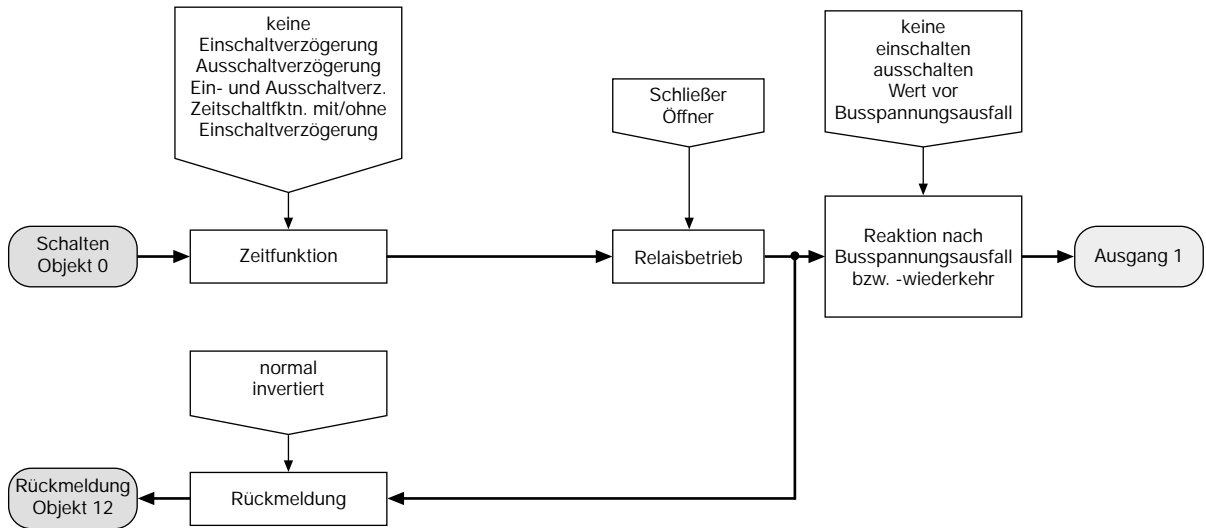 keine
Einschaltverzögerung
Ausschaltverzögerung
Ein- und Ausschaltverz.
Zeitschaltfktn. mit/ohne
Einschaltverzögerung
Schließer
Öffner
keine
einschalten
ausschalten
Wert vor
Busspannungsausfall
Schalten
Objekt 0
Zeitfunktion
Relaisbetrieb
Reaktion nach
Busspannungsausfall
bzw. -wiederkehr
Ausgang 1
normal
invertiert
Rückmeldung
Objekt 12
Rückmeldung